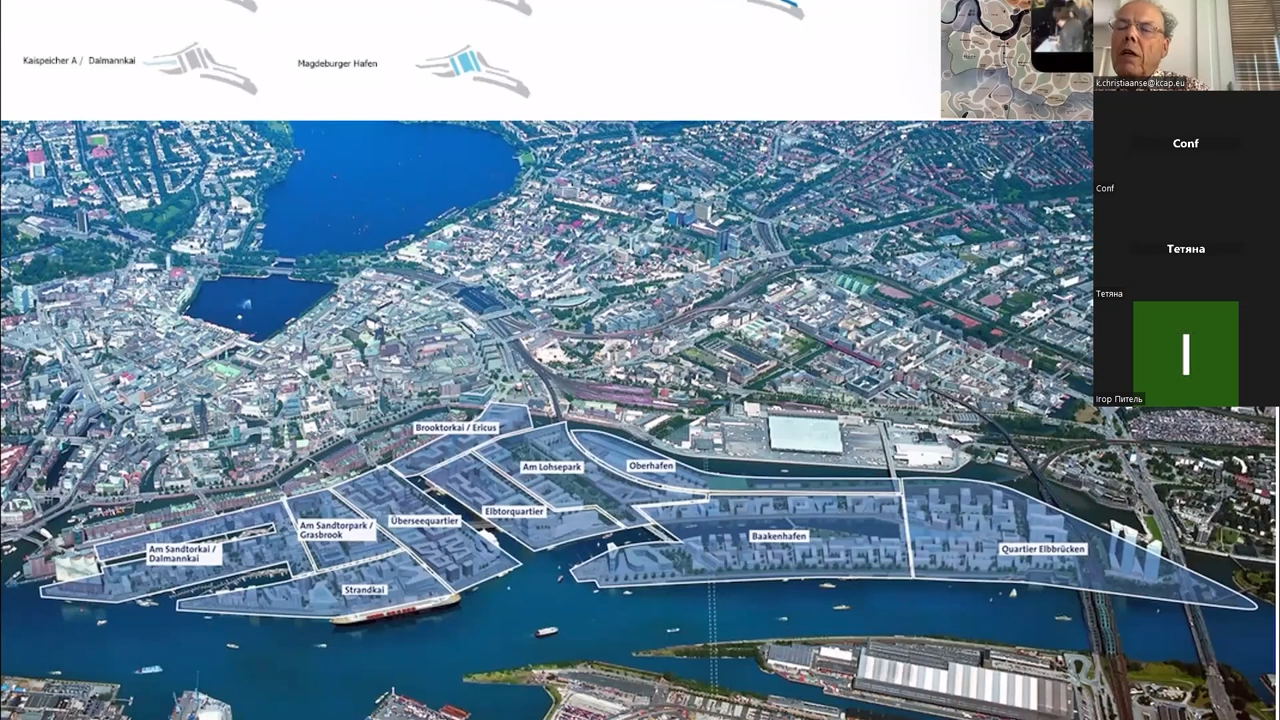 Kaispeicher A / Dalmannkai
Magdeburger Hafen
k.christiaanse@kcap.eu
Conf
Conf
Тетяна
Тетяна
I
Ігор Питель
Brooktorkai / Ericus
Am Lohsepark
Oberhafen
Am Sandtorpark /
Grasbrook
Überseequartier
Elbtorquartier
Am Sandtorkai /
Dalmannkai
Baakenhafen
Quartier Elbbrücken
Strandkai